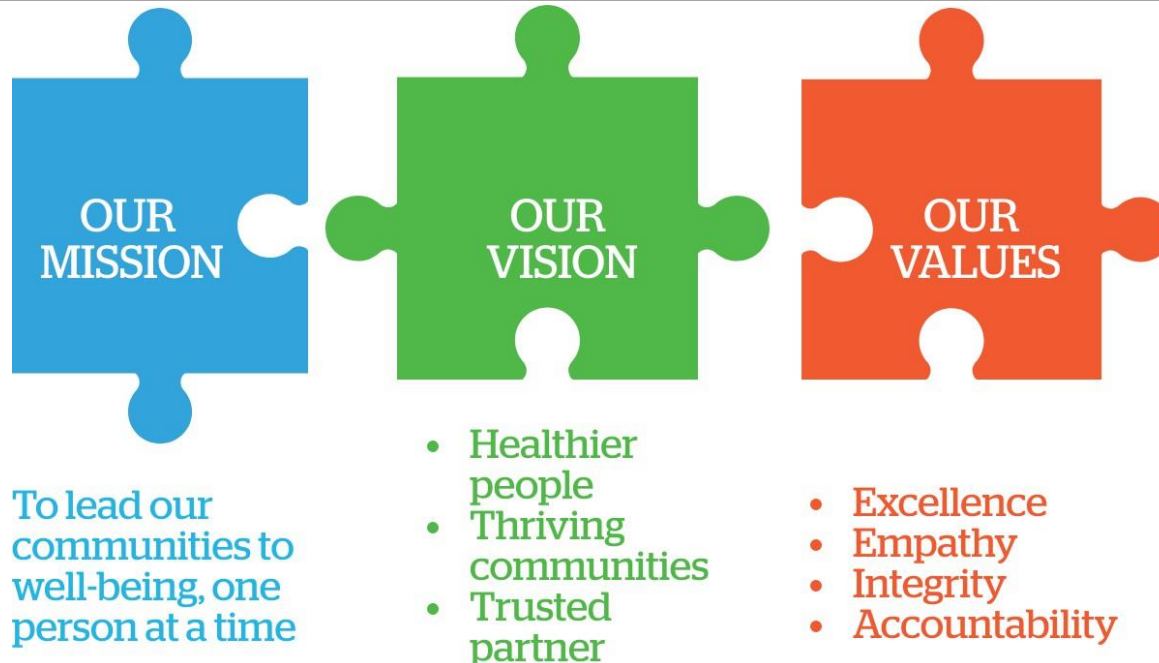 OUR
MISSION
OUR
VISION
OUR
VALUES
To lead our
communities to
well-being, one
person at a time
• Healthier
people
• Thriving
communities
• Trusted
partner
• Excellence
• Empathy
• Integrity
• Accountability